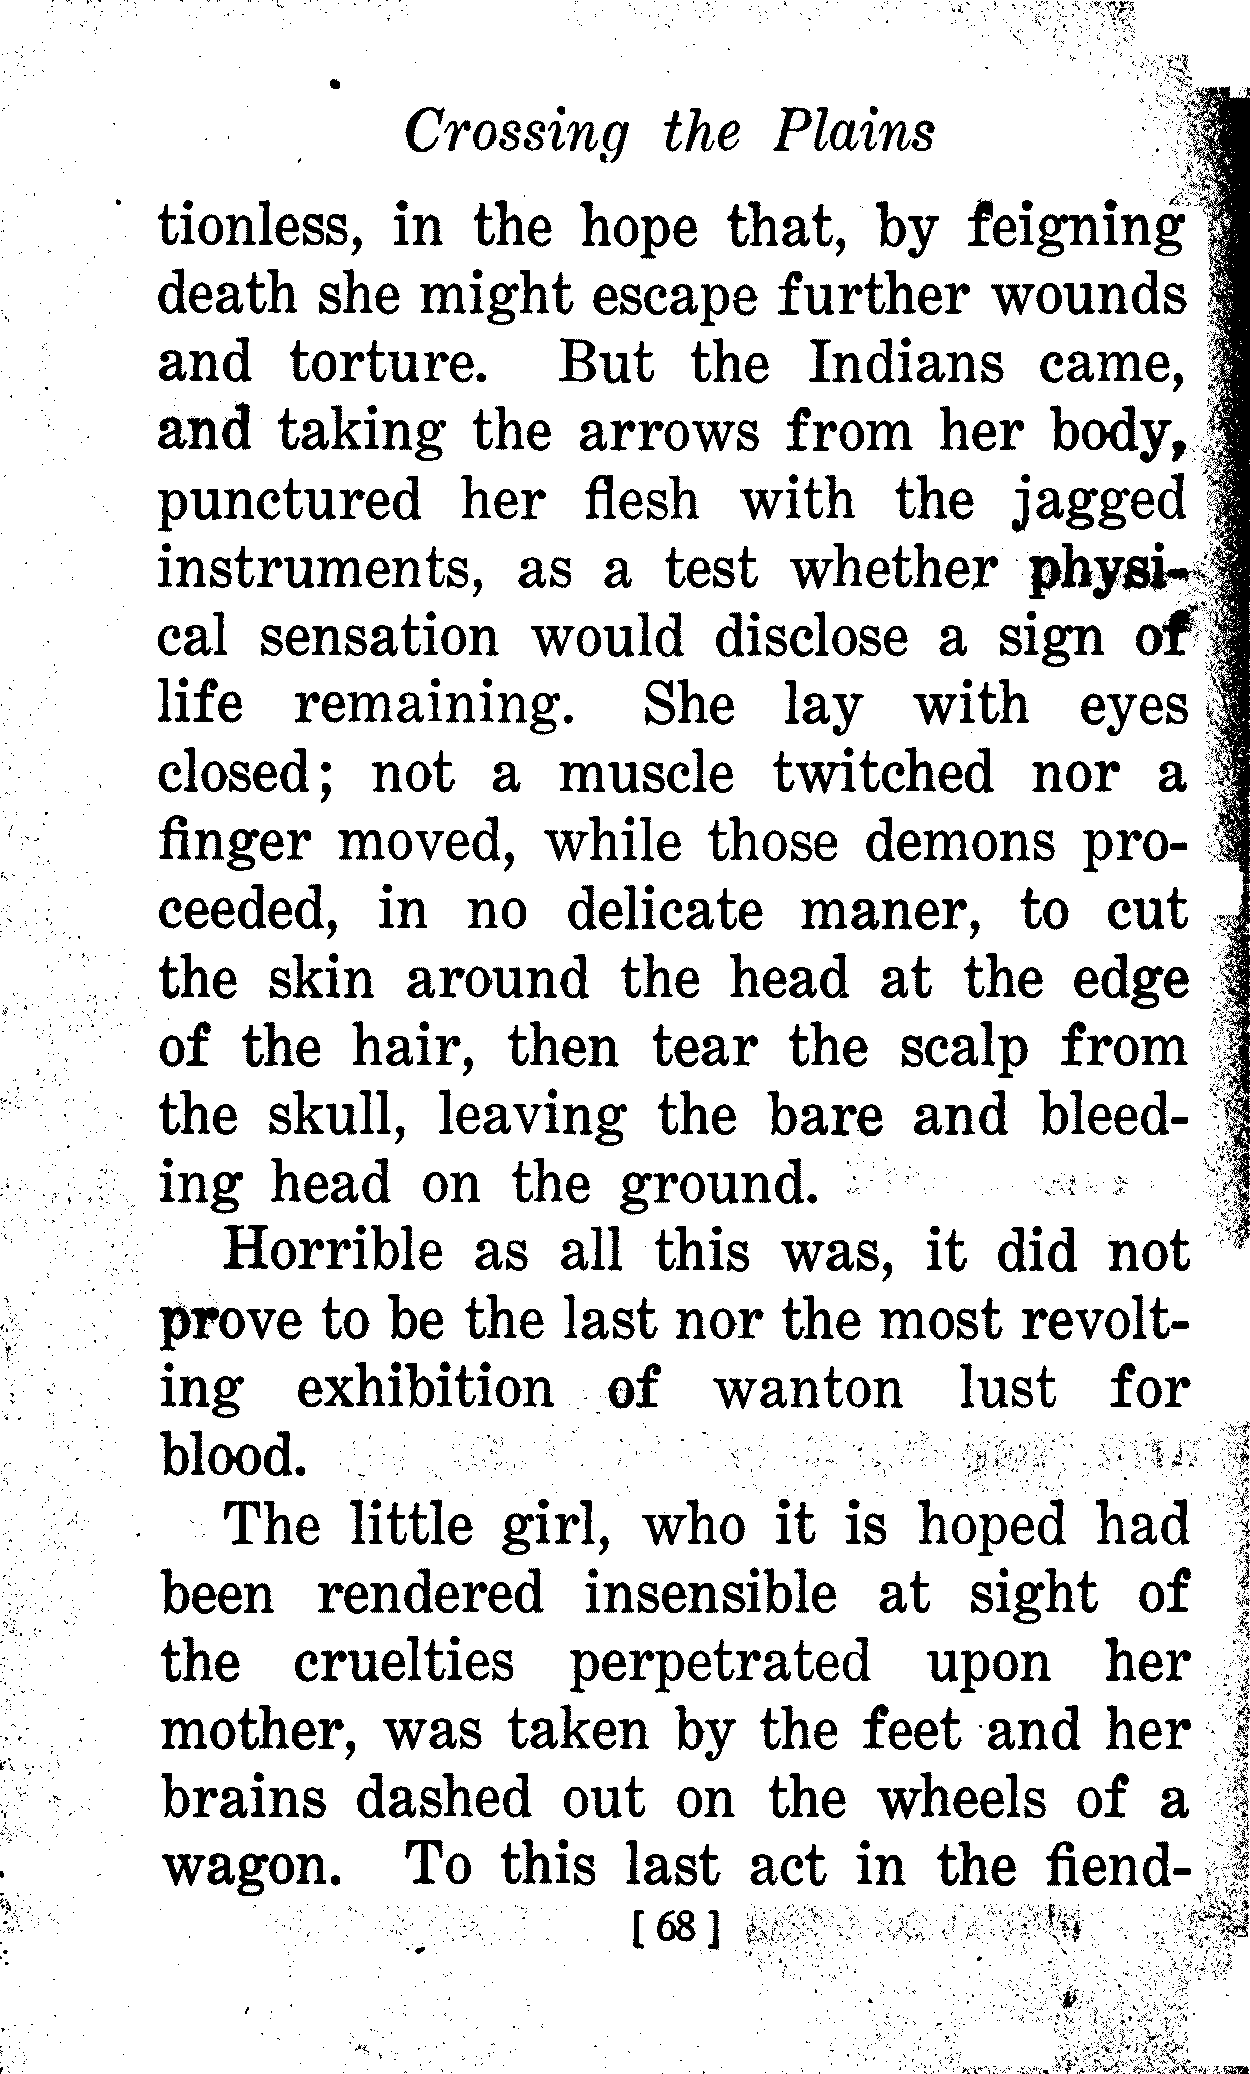 Crossing the Plains
tionless, in the hope that, by feigning
death she might escape further wounds
and torture. But the Indians came,
and taking the arrows from her body,
punctured her flesh with the jagged
instruments, as a test whether physi-
cal sensation would disclose a sign of
life remaining. She lay with eyes
closed; not a muscle twitched nor a
finger moved, while those demons pro-
ceeded, in no delicate maner, to cut
the skin around the head at the edge
of the hair, then tear the scalp from
the skull, leaving the bare and bleed-
ing head on the ground.
Horrible as all this was, it did not
prove to be the last nor the most revolt-
ing exhibition of wanton lust for
blood.
The little girl, who it is hoped had
been rendered insensible at sight of
the cruelties perpetrated upon her
mother, was taken by the feet and her
brains dashed out on the wheels of a
wagon. To this last act in the fiend-
[ 68 ]